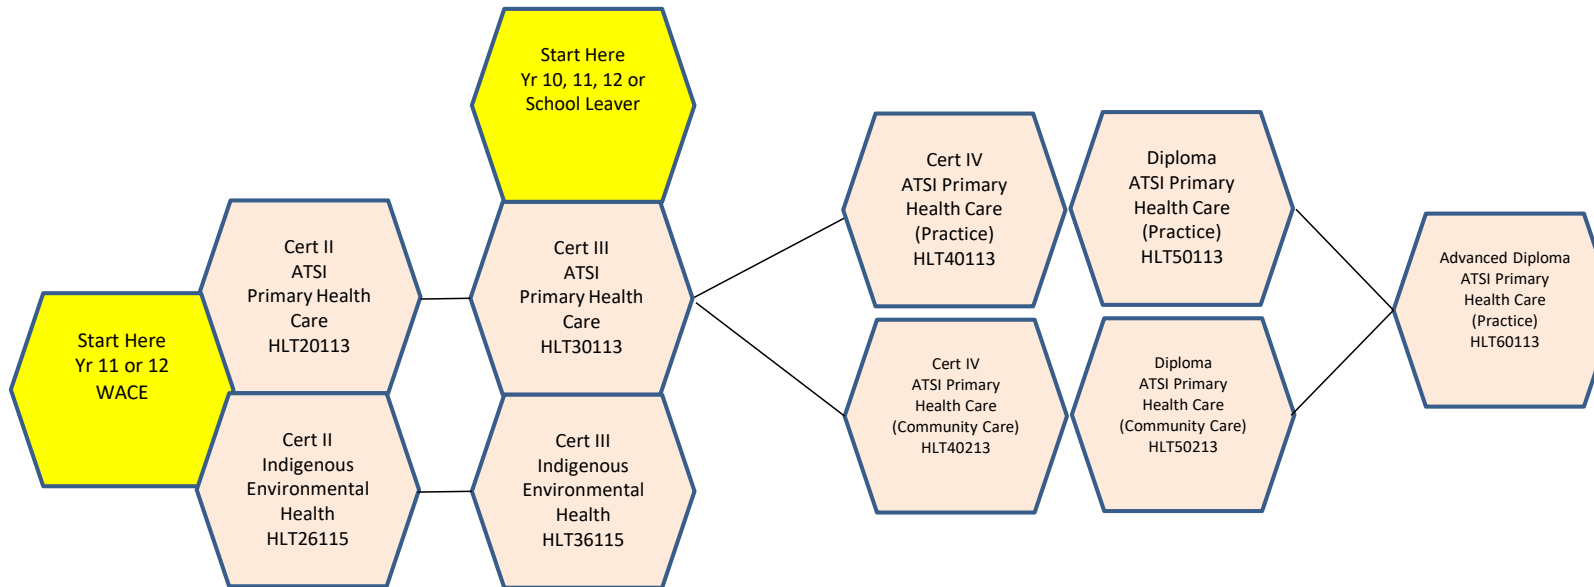 Start Here
Yr 10, 11, 12 or
School Leaver
Start Here
Yr 11 or 12
WACE
Cert II
ATSI
Primary Health
Care
HLT20113
Cert III
ATSI
Primary Health
Care
HLT30113
Cert II
Indigenous
Environmental
Health
HLT26115
Cert III
Indigenous
Environmental
Health
HLT36115
Cert IV
ATSI Primary
Health Care
(Practice)
HLT40113
Diploma
ATSI Primary
Health Care
(Practice)
HLT50113
Cert IV
ATSI Primary
Health Care
(Community Care)
HLT40213
Diploma
ATSI Primary
Health Care
(Community Care)
HLT50213
Advanced Diploma
ATSI Primary
Health Care
(Practice)
HLT60113